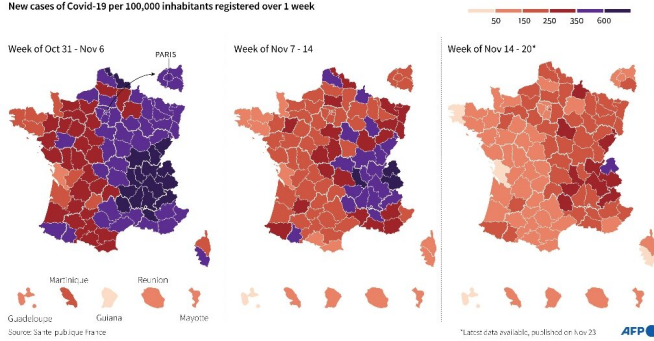 New cases of Covid-19 per 100,000 inhabitants registered over 1 week
50 150 250 350 600
Week of Oct 31 - Nov 6
PARIS
Week of Nov 7 - 14
Week of Nov 14 - 20*
Martinique
Reunion
Guadeloupe
Guiana
Mayotte
Source: Sante publique France
*Latest data available, published on Nov 23
AFP